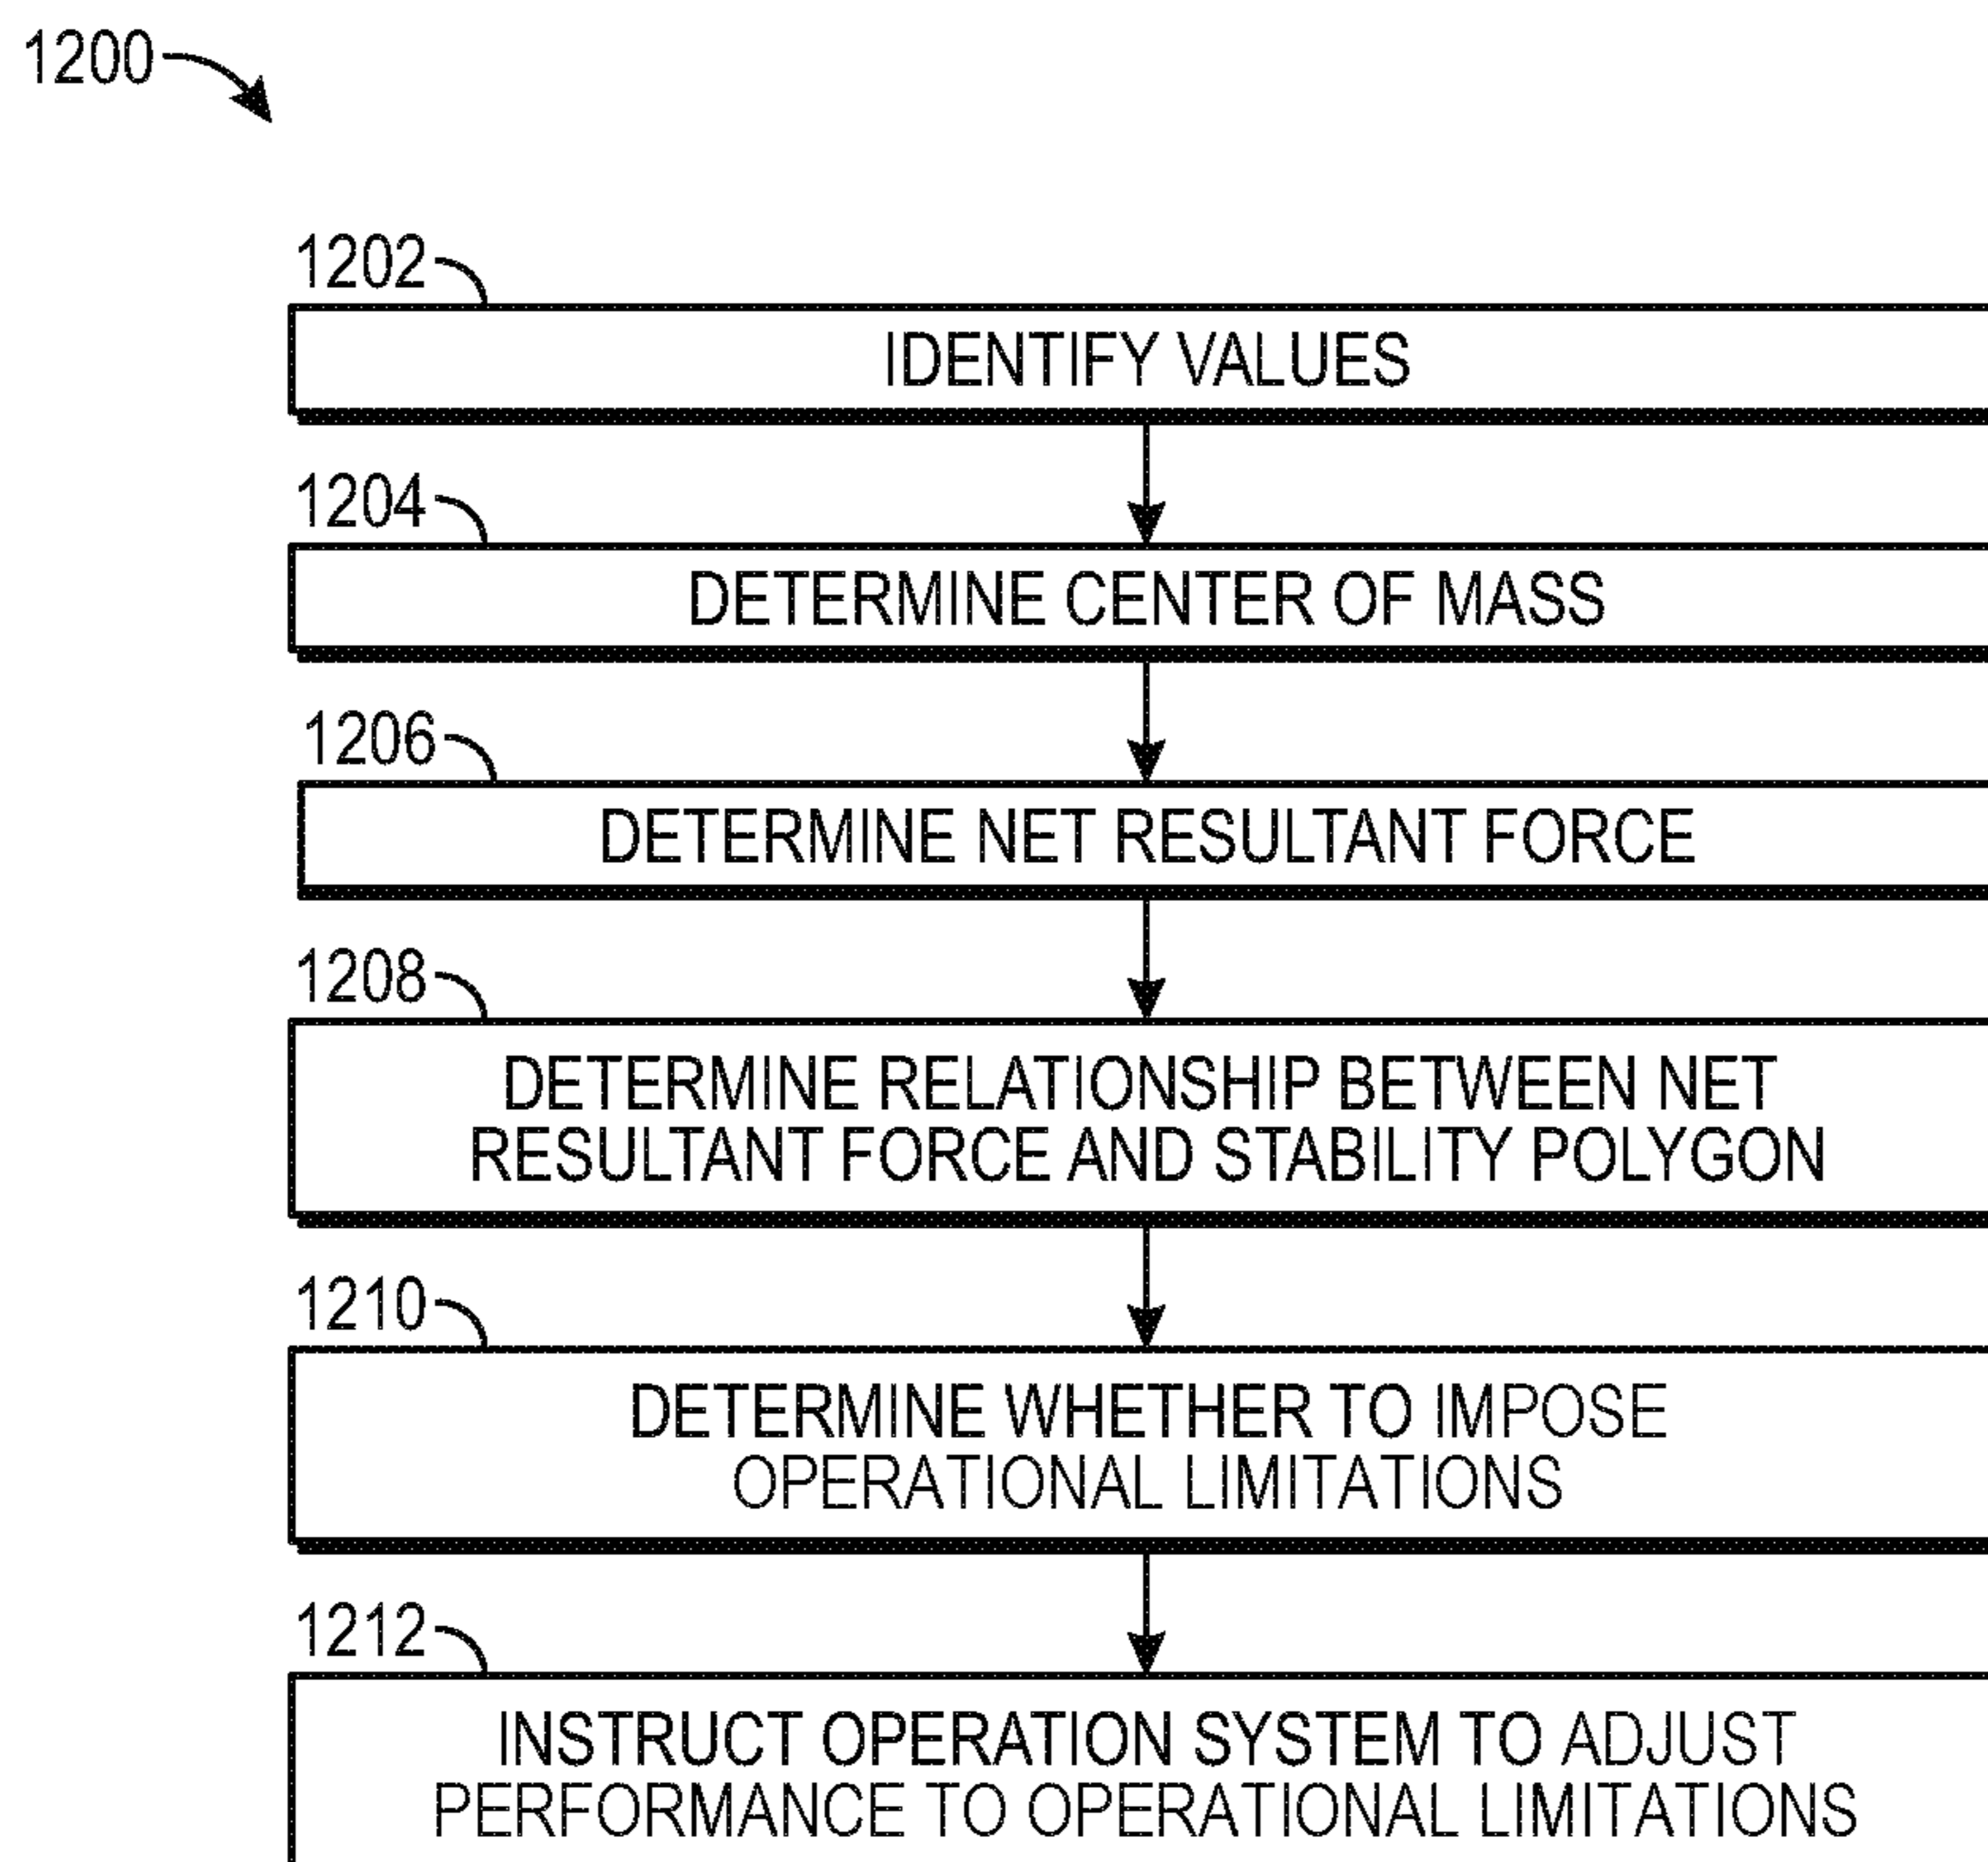 1200
1202
IDENTIFY VALUES
1204
DETERMINE CENTER OF MASS
1206
DETERMINE NET RESULTANT FORCE
1208
DETERMINE RELATIONSHIP BETWEEN NET
RESULTANT FORCE AND STABILITY POLYGON
1210
DETERMINE WHETHER TO IMPOSE
OPERATIONAL LIMITATIONS
1212
INSTRUCT OPERATION SYSTEM TO ADJUST
PERFORMANCE TO OPERATIONAL LIMITATIONS